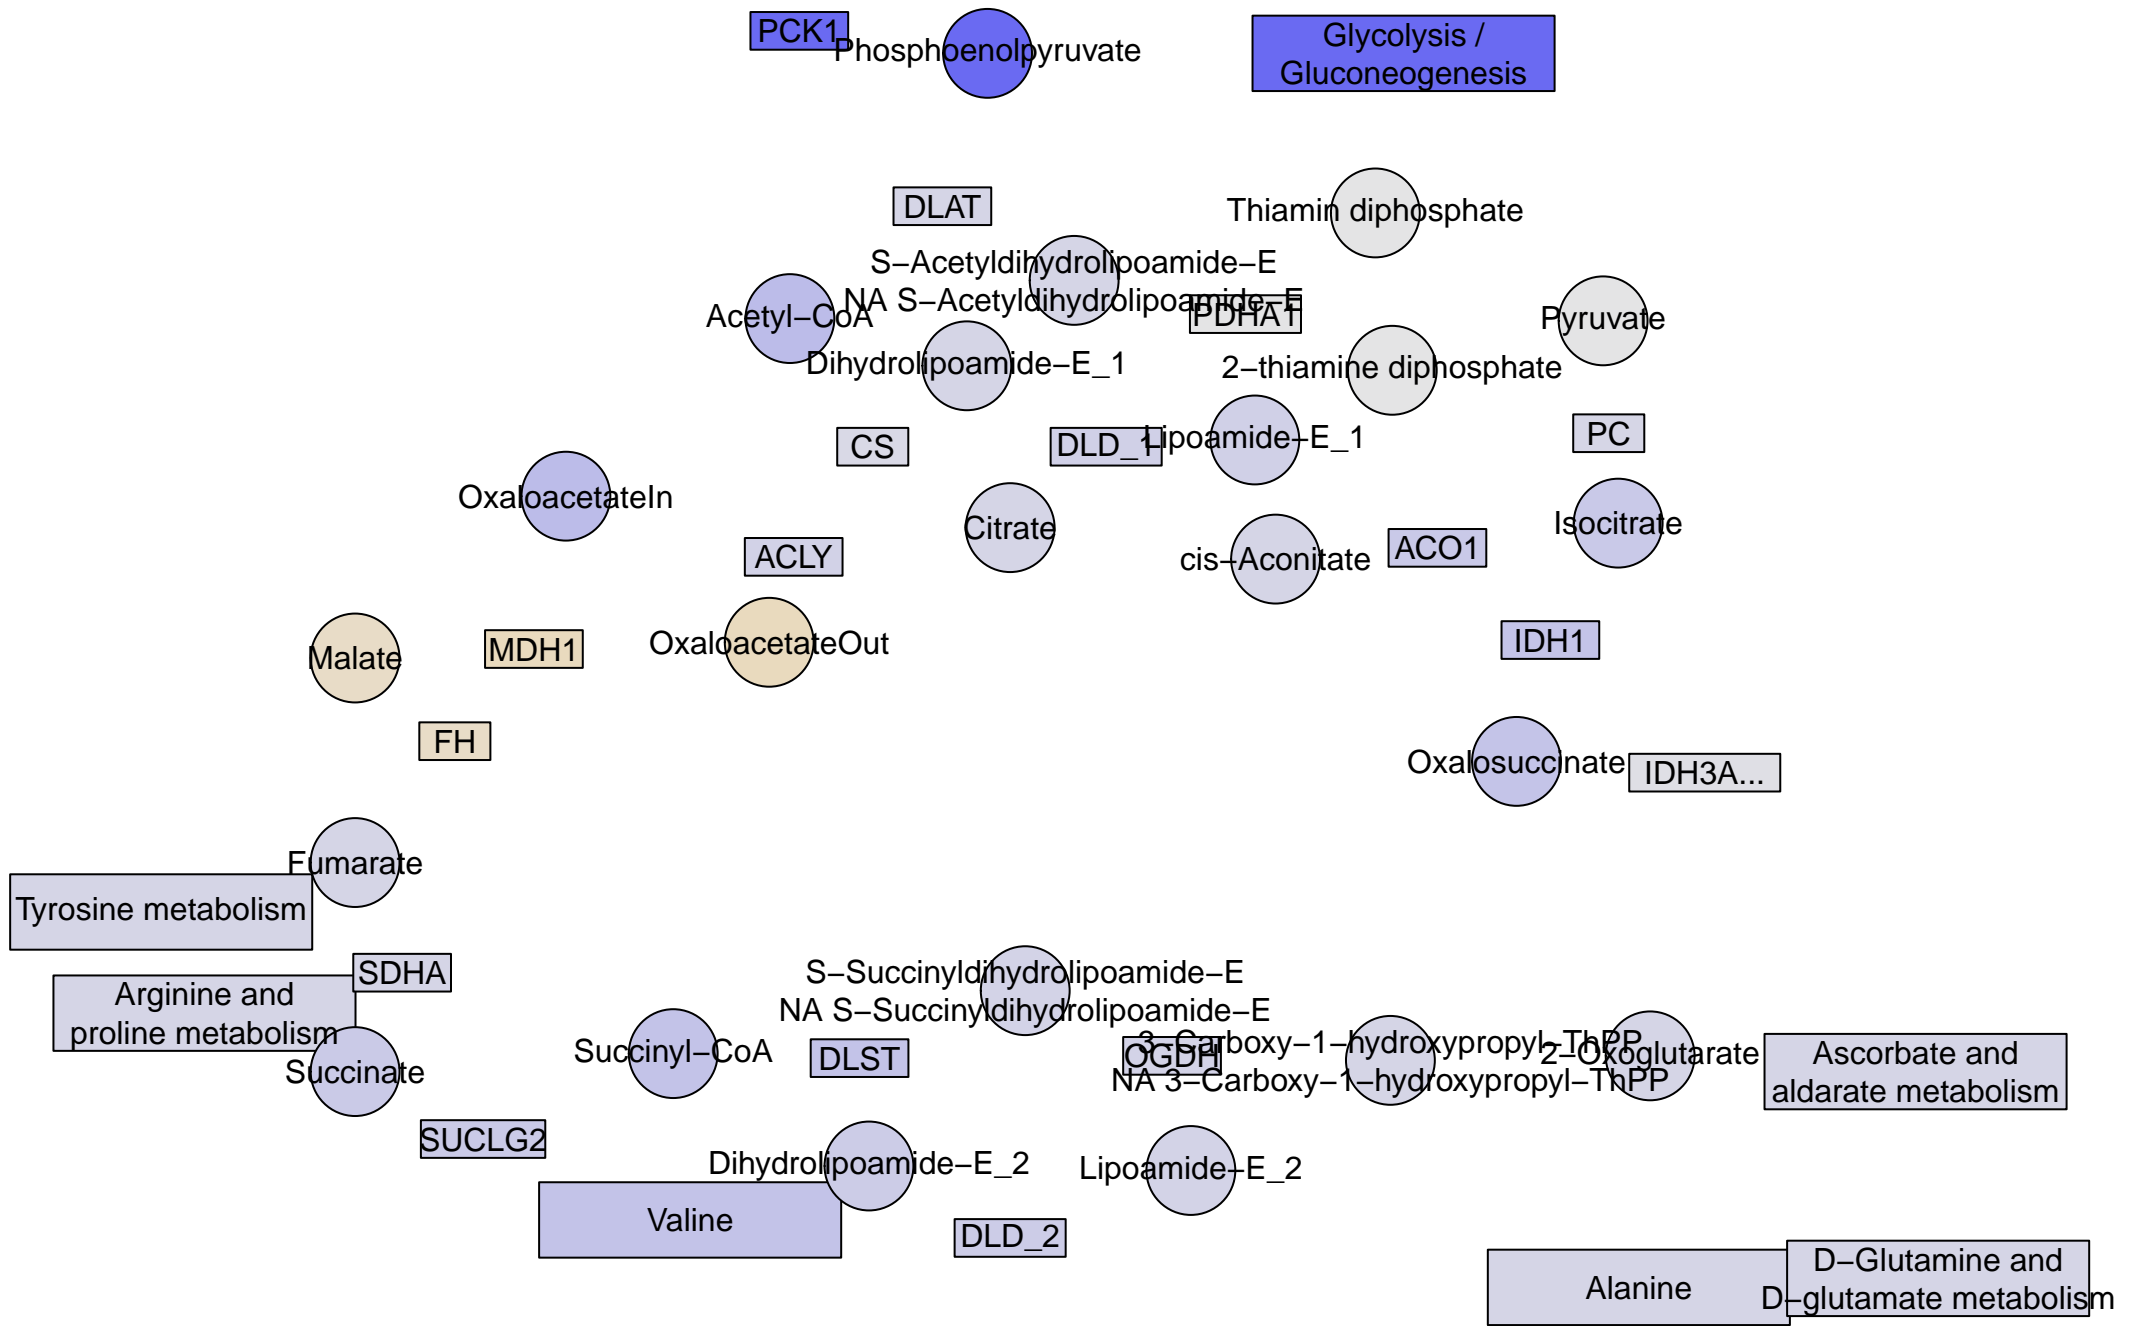 PCK1
Phosphoenolpyruvate
Glycolysis /
Gluconeogenesis
DLAT
Thiamin diphosphate
S−Acetyldihydrolipoamide−E
NA S−Acetyldihydrolipoamide−E
Acetyl−CoA
PDHA1
Pyruvate
Dihydrolipoamide−E_1
2−thiamine diphosphate
CS
DLD_1
Lipoamide−E_1
PC
OxaloacetateIn
Citrate
Isocitrate
ACLY
cis−Aconitate
ACO1
Malate
MDH1
OxaloacetateOut
IDH1
FH
Oxalosuccinate
IDH3A...
Fumarate
Tyrosine metabolism
SDHA
Arginine and
proline metabolism
S−Succinyldihydrolipoamide−E
NA S−Succinyldihydrolipoamide−E
Succinate
Succinyl−CoA
DLST
OGDH
3−Carboxy−1−hydroxypropyl−ThPP
NA 3−Carboxy−1−hydroxypropyl−ThPP
2−Oxoglutarate
Ascorbate and
aldarate metabolism
SUCLG2
Dihydrolipoamide−E_2
Lipoamide−E_2
Valine
DLD_2
Alanine
D−Glutamine and
D−glutamate metabolism